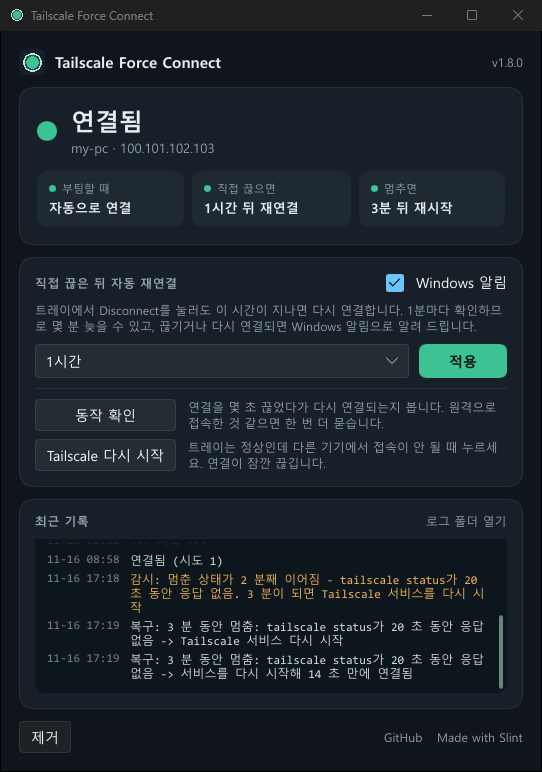 Tailscale Force Connect
Tailscale Force Connect
v1.8.0
연결됨
my-pc · 100.101.102.103
부팅할 때
자동으로 연결
직접 끊으면
1시간 뒤 재연결
멈추면
3분 뒤 재시작
직접 끊은 뒤 자동 재연결
Windows 알림
트레이에서 Disconnect를 눌러도 이 시간이 지나면 다시 연결합니다. 1분마다 확인하므
로 몇 분 늦을 수 있고, 끊기거나 다시 연결되면 Windows 알림으로 알려 드립니다.
1시간
적용
동작 확인
연결을 몇 초 끊었다가 다시 연결되는지 봅니다. 원격으로
접속한 것 같으면 한 번 더 묻습니다.
Tailscale 다시 시작
트레이는 정상인데 다른 기기에서 접속이 안 될 때 누르세
요. 연결이 잠깐 끊깁니다.
최근 기록
로그 폴더 열기
11-16 08:58 연결됨 (시도 1)
11-16 17:18 감시: 멈춘 상태가 2 분째 이어짐 - tailscale status가 20
초 동안 응답 없음. 3 분이 되면 Tailscale 서비스를 다시 시
작
11-16 17:19 복구: 3 분 동안 멈춤: tailscale status가 20 초 동안 응답
없음 -> Tailscale 서비스 다시 시작
11-16 17:19 복구: 3 분 동안 멈춤: tailscale status가 20 초 동안 응답
없음 -> 서비스를 다시 시작해 14 초 만에 연결됨
제거
GitHub
Made with Slint